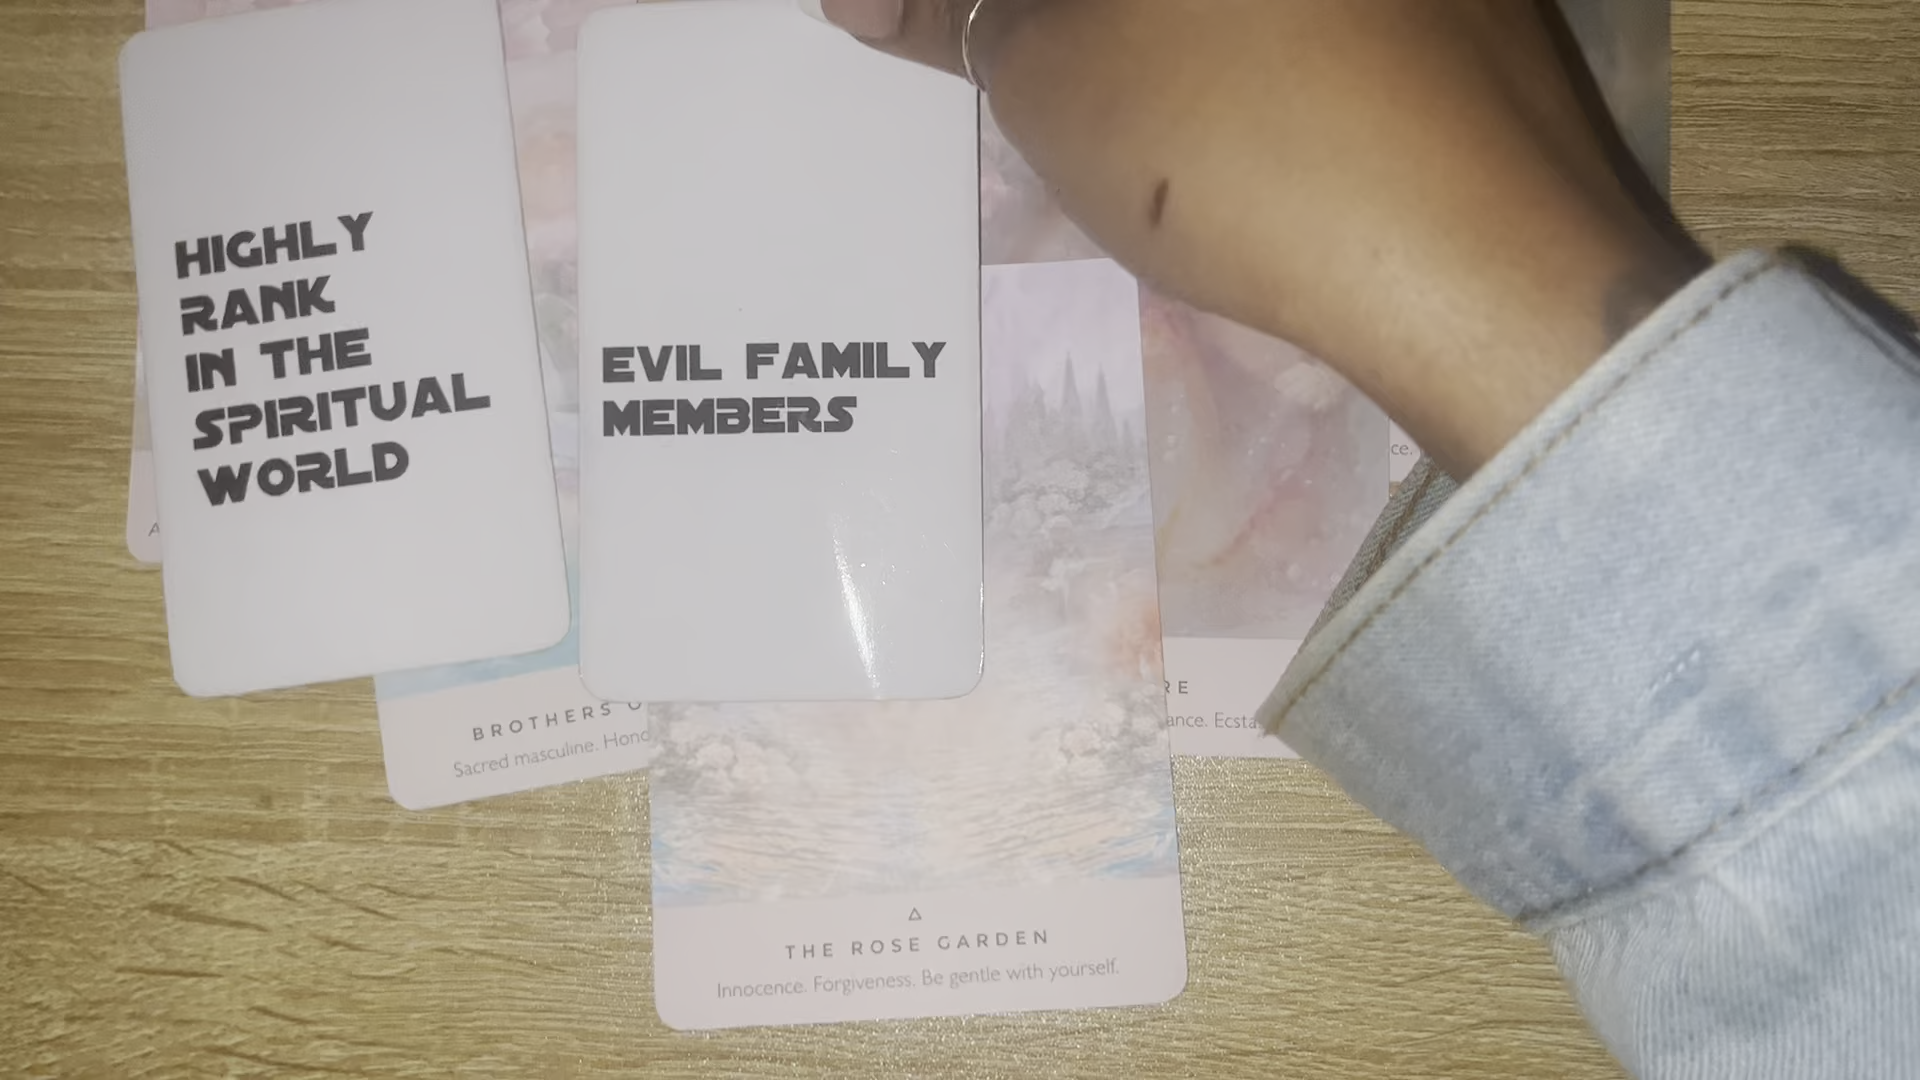 HIGHLY
RANK
IN THE
SPIRITUAL
WORLD
EVIL FAMILY
MEMBERS
BROTHERS
Sacred masculine.
THE ROSE GARDEN
Innocence. Forgiveness. Be gentle with yourself.